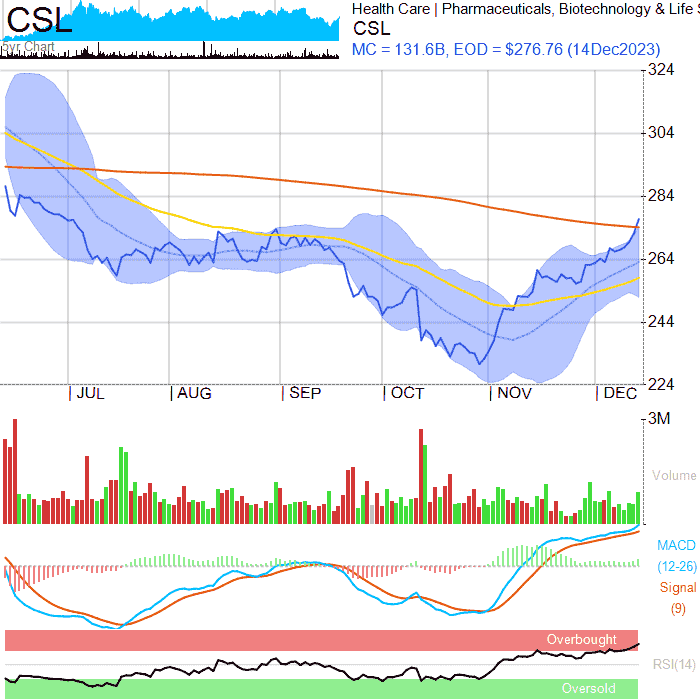 CSL
5yr Chart
Health Care | Pharmaceuticals, Biotechnology & Life S
CSL
MC = 131.6B, EOD = $276.76 (14Dec2023)
324
304
284
264
244
224
JUL AUG SEP OCT NOV DEC
3M
Volume
MACD
(12-26)
Signal
(9)
Overbought
RSI(14)
Oversold